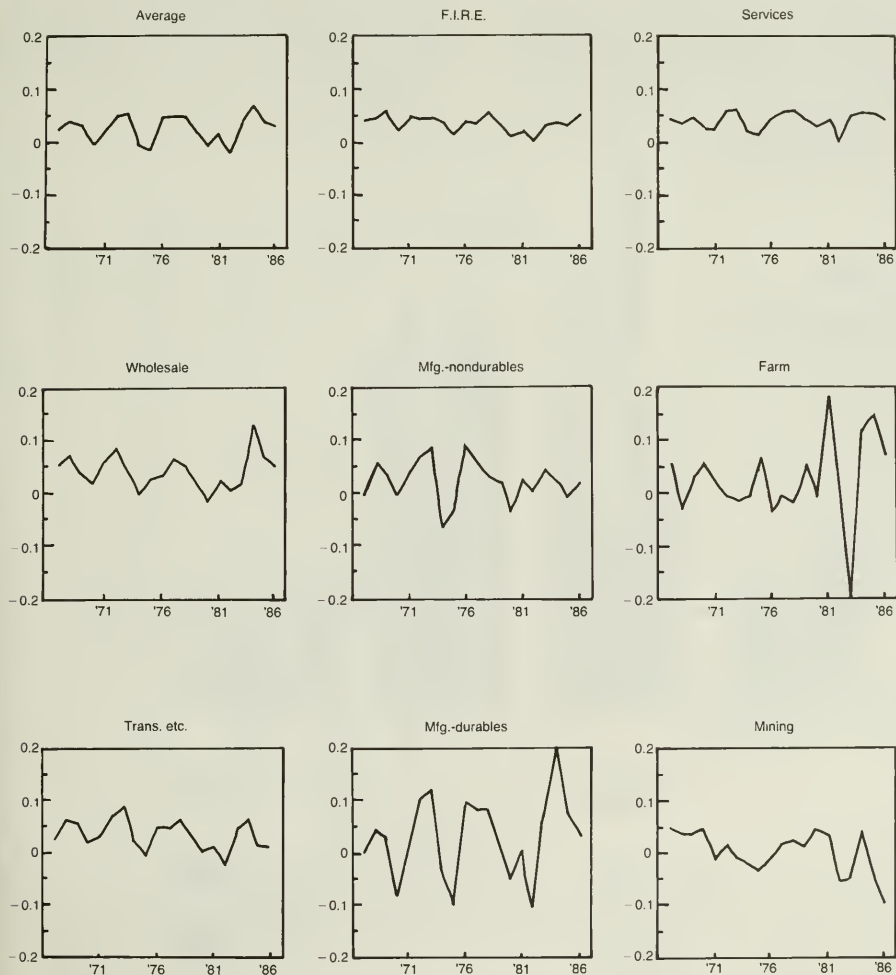 Average F.I.R.E. Services
0.2 0.2 0.2
0.1 0.1 0.1
0 0 0
−0.1 −0.1 −0.1
−0.2 −0.2 −0.2
'71 '76 '81 '86 '71 '76 '81 '86 '71 '76 '81 '86
Wholesale Mfg.-nondurables Farm
0.2 0.2 0.2
0.1 0.1 0.1
0 0 0
−0.1 −0.1 −0.1
−0.2 −0.2 −0.2
'71 '76 '81 '86 '71 '76 '81 '86 '71 '76 '81 '86
Trans. etc. Mfg.-durables Mining
0.2 0.2 0.2
0.1 0.1 0.1
0 0 0
−0.1 −0.1 −0.1
−0.2 −0.2 −0.2
'71 '76 '81 '86 '71 '76 '81 '86 '71 '76 '81 '86